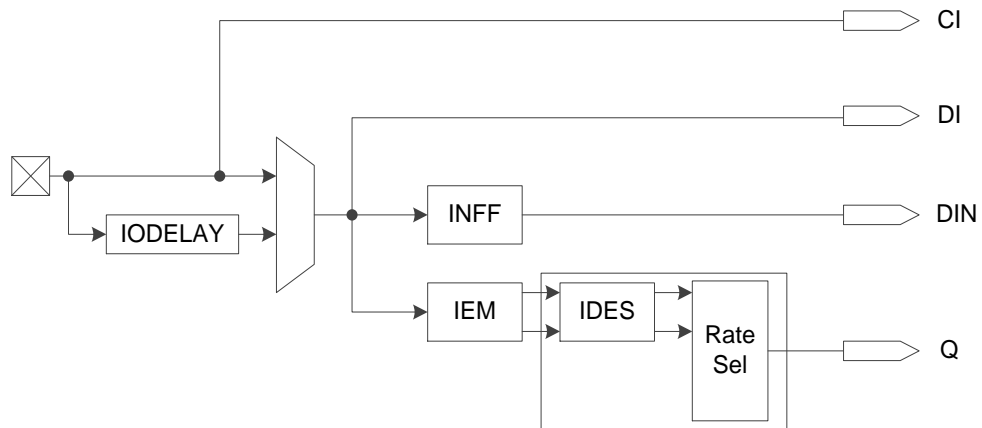 CI
DI
IODELAY
INFF
DIN
IEM
IDES
Rate
Sel
Q